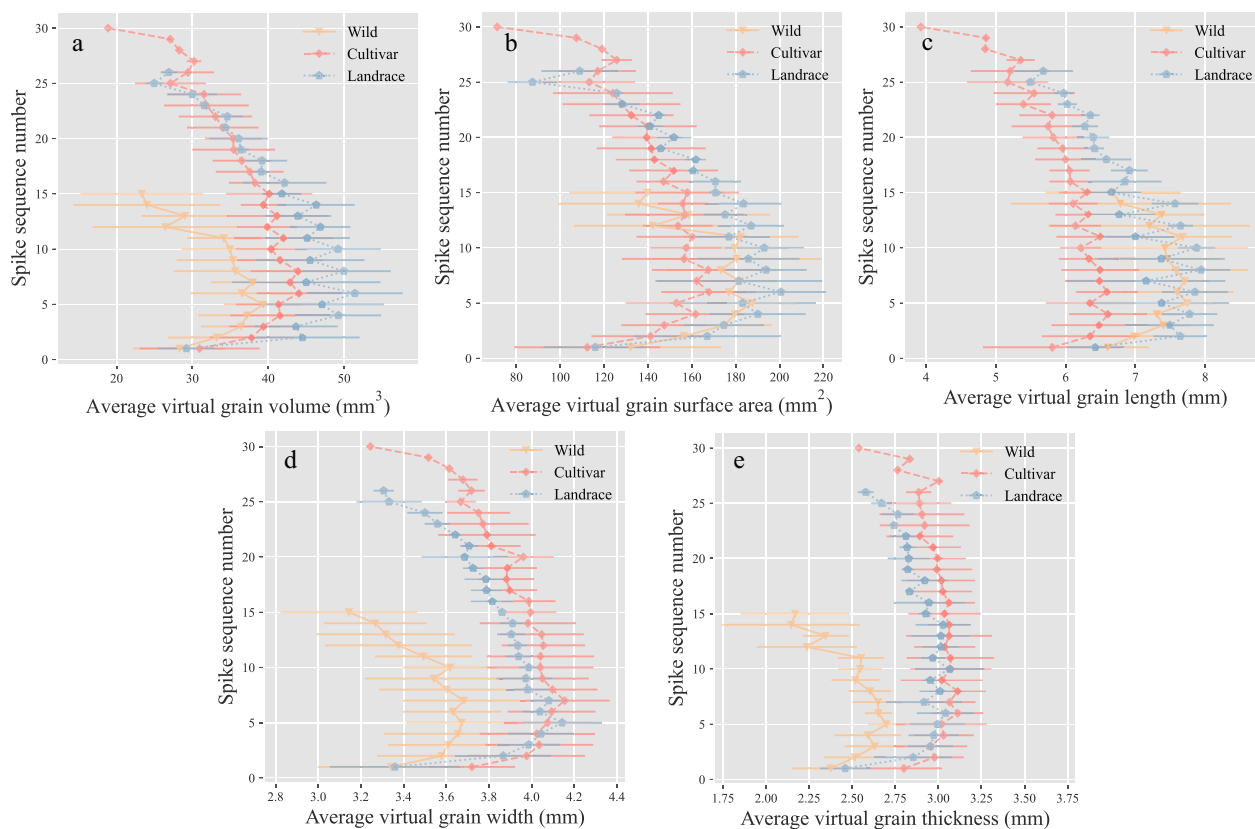 a
Wild
Cultivar
Landrace
30
25
20
15
10
5
0
Spike sequence number
20 30 40 50
Average virtual grain volume (mm³)
b
Wild
Cultivar
Landrace
30
25
20
15
10
5
0
Spike sequence number
80 100 120 140 160 180 200 220
Average virtual grain surface area (mm²)
c
Wild
Cultivar
Landrace
30
25
20
15
10
5
0
Spike sequence number
4 5 6 7 8
Average virtual grain length (mm)
d
Wild
Cultivar
Landrace
30
25
20
15
10
5
0
Spike sequence number
2.8 3.0 3.2 3.4 3.6 3.8 4.0 4.2 4.4
Average virtual grain width (mm)
e
Wild
Cultivar
Landrace
30
25
20
15
10
5
0
Spike sequence number
1.75 2.00 2.25 2.50 2.75 3.00 3.25 3.50 3.75
Average virtual grain thickness (mm)